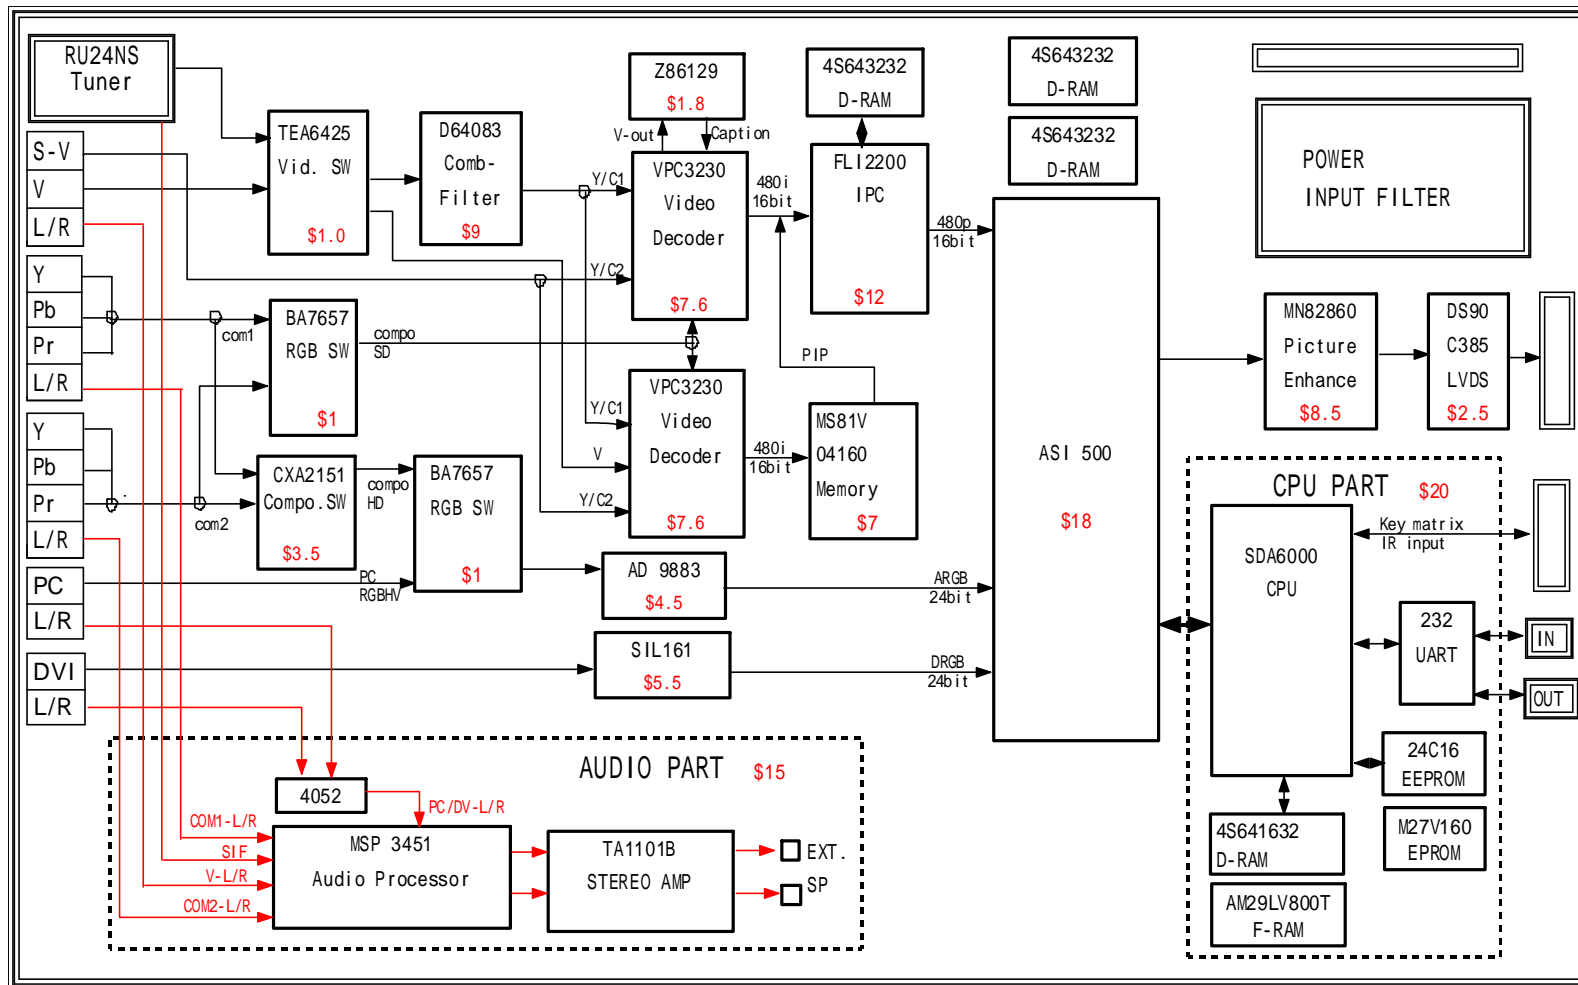 RU24NS
Tuner
S-V
V
L/R
Y
Pb
Pr
L/R
Y
Pb
Pr
L/R
PC
L/R
DVI
L/R
TEA6425
Vid. SW
$1.0
D64083
Comb-
Filter
$9
Z86129
$1.8
V-out
Caption
4S643232
D-RAM
4S643232
D-RAM
4S643232
D-RAM
POWER
INPUT FILTER
Y/C1
Y/C2
VPC3230
Video
Decoder
$7.6
480i
16bit
FLI2200
IPC
$12
480p
16bit
com1
com2
BA7657
RGB SW
$1
compo
SD
PIP
VPC3230
Video
Decoder
$7.6
Y/C1
V
Y/C2
480i
16bit
MS81V
04160
Memory
$7
CXA2151
Compo.SW
$3.5
compo
HD
BA7657
RGB SW
$1
PC
RGBHV
AD 9883
$4.5
ARGB
24bit
SIL161
$5.5
DRGB
24bit
ASI 500
$18
MN82860
Picture
Enhance
$8.5
DS90
C385
LVDS
$2.5
CPU PART $20
SDA6000
CPU
Key matrix
IR input
232
UART
IN
OUT
24C16
EEPROM
4S641632
D-RAM
M27V160
EPROM
AM29LV800T
F-RAM
AUDIO PART $15
4052
PC/DV-L/R
COM1-L/R
SIF
V-L/R
COM2-L/R
MSP 3451
Audio Processor
TA1101B
STEREO AMP
EXT.
SP